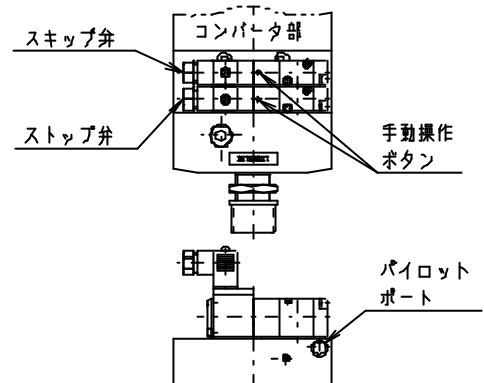 コンバータ部
スキップ弁
ストップ弁
手動操作
ボタン
パイロット
ポート